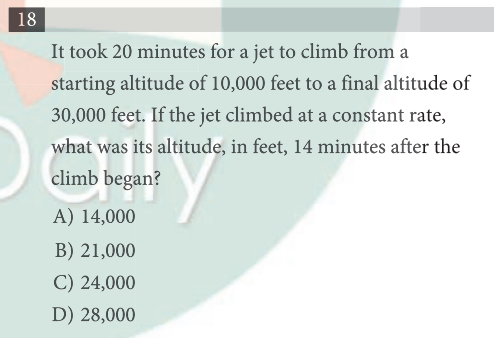 18
It took 20 minutes for a jet to climb from a
starting altitude of 10,000 feet to a final altitude of
30,000 feet. If the jet climbed at a constant rate,
what was its altitude, in feet, 14 minutes after the
climb began?
A) 14,000
B) 21,000
C) 24,000
D) 28,000
Daily